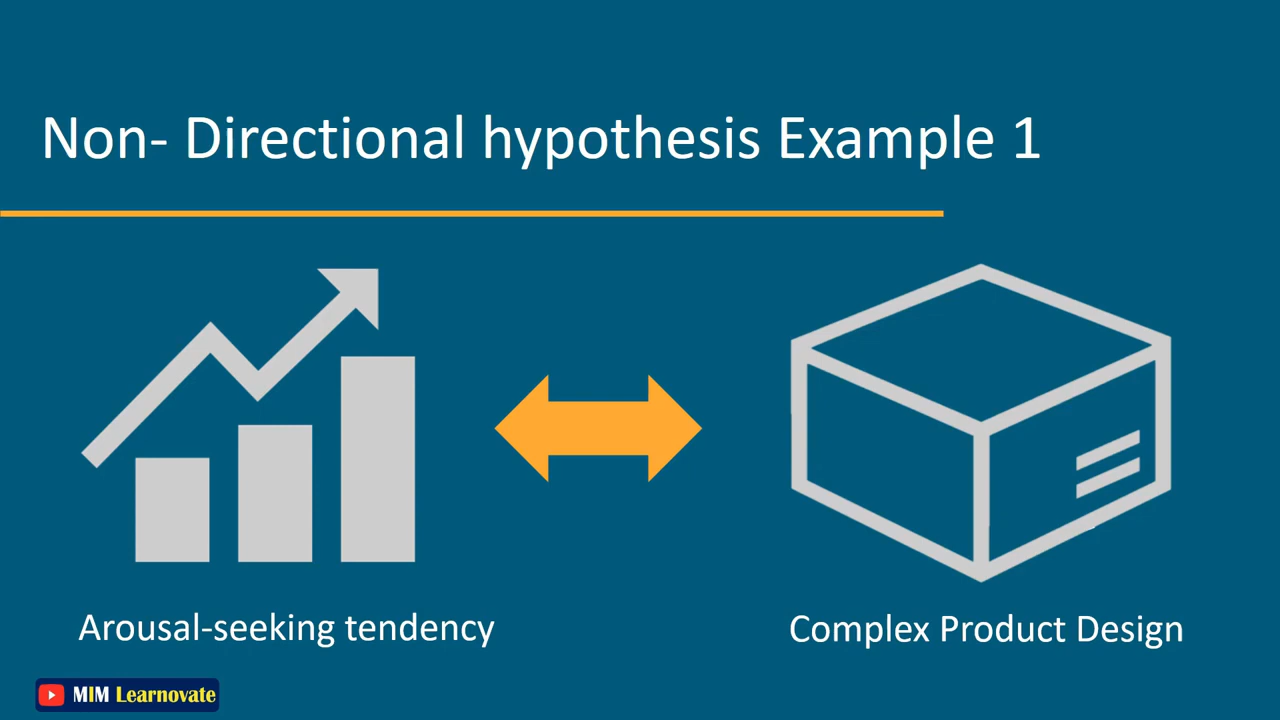 Non- Directional hypothesis Example 1
Arousal-seeking tendency
Complex Product Design
MIM Learnovate